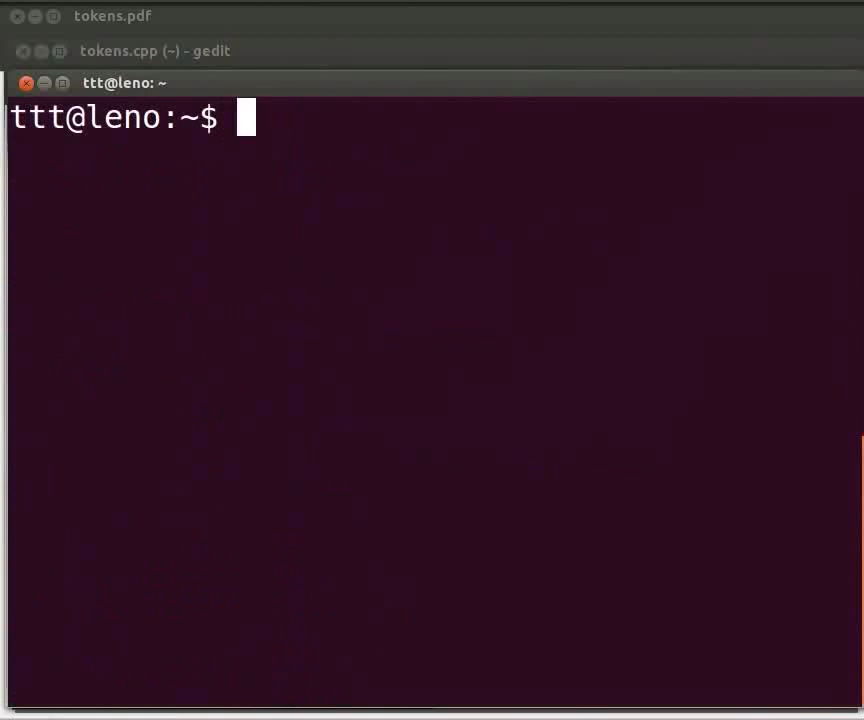 tokens.pdf
tokens.cpp (~) - gedit
ttt@leno: ~
ttt@leno:~$